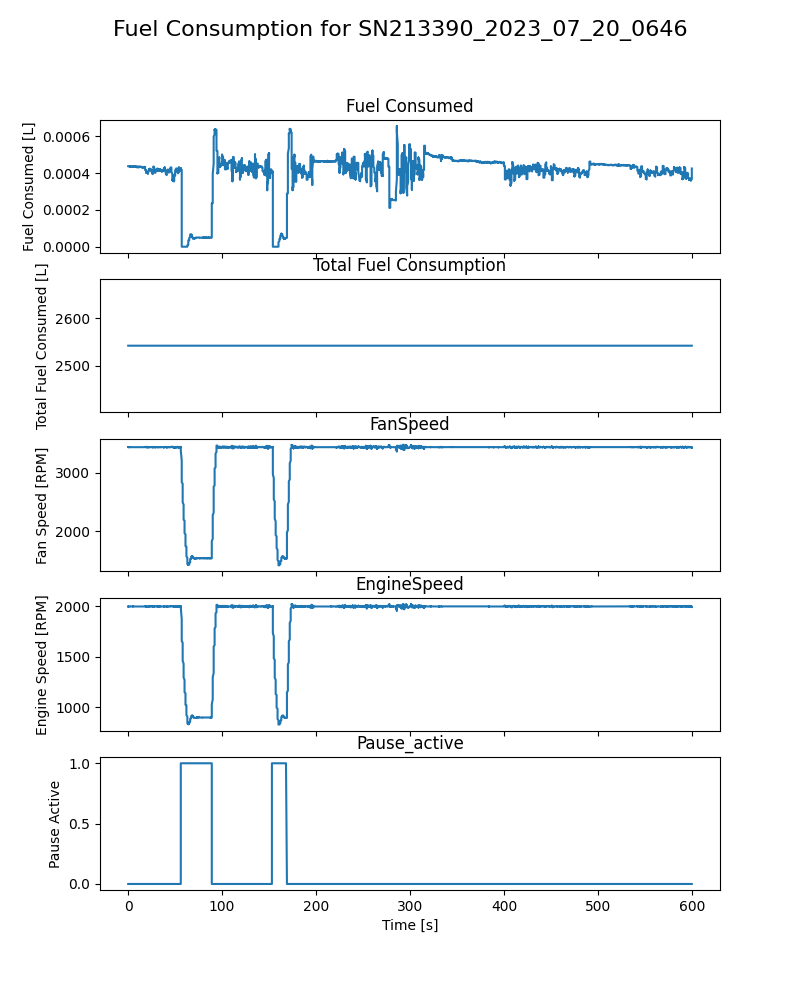 Fuel Consumption for SN213390_2023_07_20_0646
Fuel Consumed
Fuel Consumed [L]
0.0006
0.0004
0.0002
0.0000
Total Fuel Consumption
Total Fuel Consumed [L]
2600
2500
FanSpeed
Fan Speed [RPM]
3000
2000
EngineSpeed
Engine Speed [RPM]
2000
1500
1000
Pause_active
Pause Active
1.0
0.5
0.0
0 100 200 300 400 500 600
Time [s]